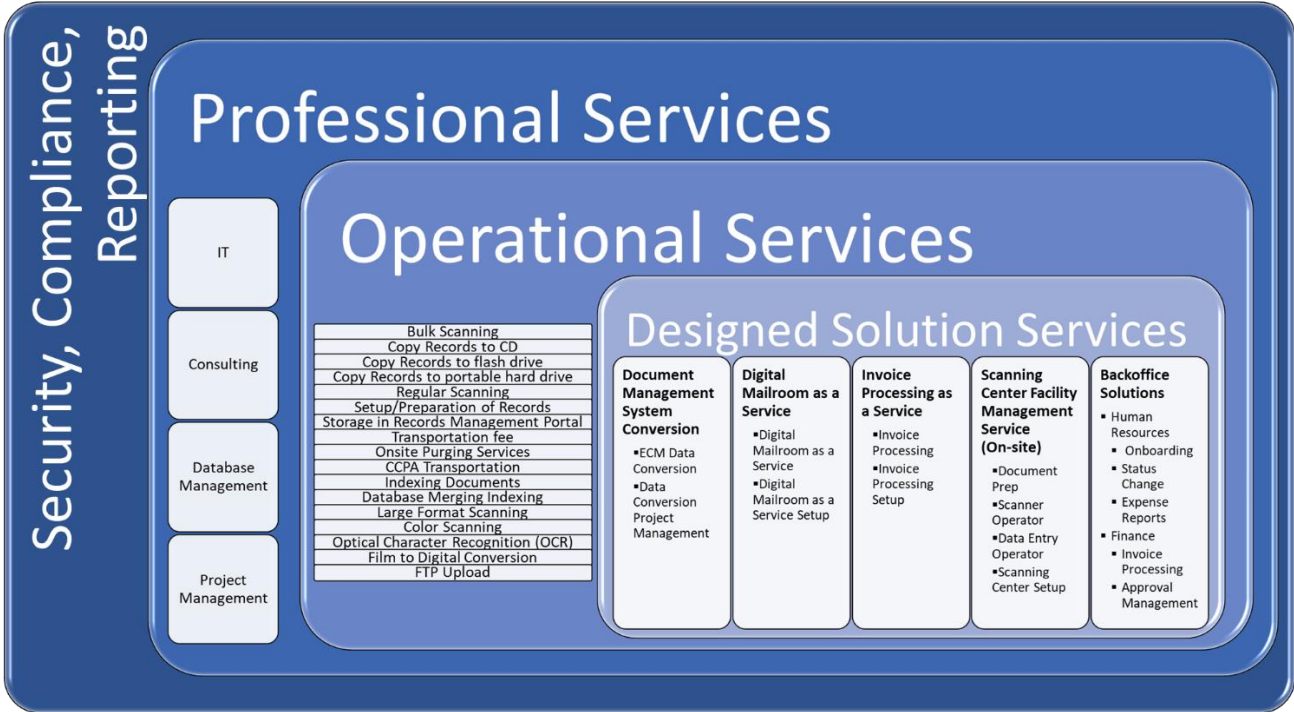 Security, Compliance,
Reporting
Professional Services
IT
Consulting
Database
Management
Project
Management
Operational Services
Bulk Scanning
Copy Records to CD
Copy Records to flash drive
Copy Records to portable hard drive
Regular Scanning
Setup/Preparation of Records
Storage in Records Management Portal
Transportation fee
Onsite Purging Services
CCPA Transportation
Indexing Documents
Database Merging Indexing
Large Format Scanning
Color Scanning
Optical Character Recognition (OCR)
Film to Digital Conversion
FTP Upload
Designed Solution Services
Document
Management
System
Conversion
▪ECM Data
Conversion
▪Data
Conversion
Project
Management
Digital
Mailroom as a
Service
▪Digital
Mailroom as a
Service
▪Digital
Mailroom as a
Service Setup
Invoice
Processing as
a Service
▪Invoice
Processing
▪Invoice
Processing
Setup
Scanning
Center Facility
Management
Service
(On-site)
▪Document
Prep
▪Scanner
Operator
▪Data Entry
Operator
▪Scanning
Center Setup
Backoffice
Solutions
▪ Human
Resources
▪ Onboarding
▪ Status
Change
▪ Expense
Reports
▪ Finance
▪ Invoice
Processing
▪ Approval
Management